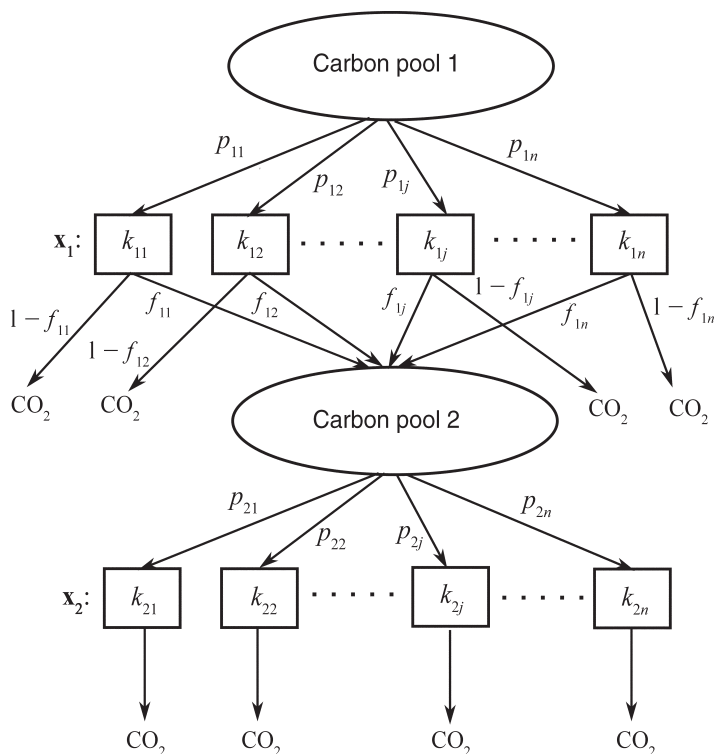 Carbon pool 1
p₁₁ p₁₂ p₁ⱼ p₁ₙ
x₁: k₁₁ k₁₂ ..... k₁ⱼ ..... k₁ₙ
1 – f₁₁ f₁₁ 1 – f₁₂ f₁₂ f₁ⱼ 1 – f₁ⱼ f₁ₙ 1 – f₁ₙ
CO₂ CO₂ CO₂ CO₂
Carbon pool 2
p₂₁ p₂₂ p₂ⱼ p₂ₙ
x₂: k₂₁ k₂₂ ..... k₂ⱼ ..... k₂ₙ
CO₂ CO₂ CO₂ CO₂